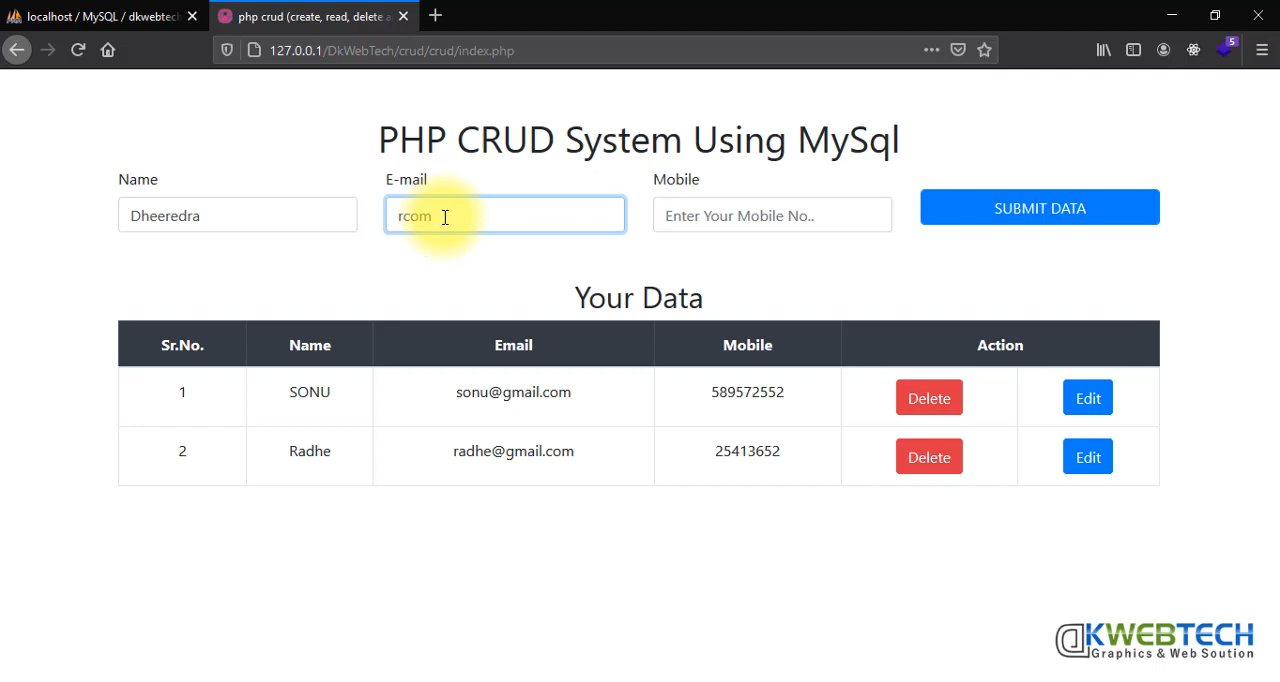 localhost / MySQL / dkwebtech
php crud (create, read, delete a
127.0.0.1/DkWebTech/crud/crud/index.php
5
PHP CRUD System Using MySql
Name
E-mail
Mobile
Dheeredra
rcom
Enter Your Mobile No..
SUBMIT DATA
Your Data
Sr.No. Name Email Mobile Action
1 SONU sonu@gmail.com 589572552 Delete Edit
2 Radhe radhe@gmail.com 25413652 Delete Edit
dKWEBTECH
Graphics & Web Soution